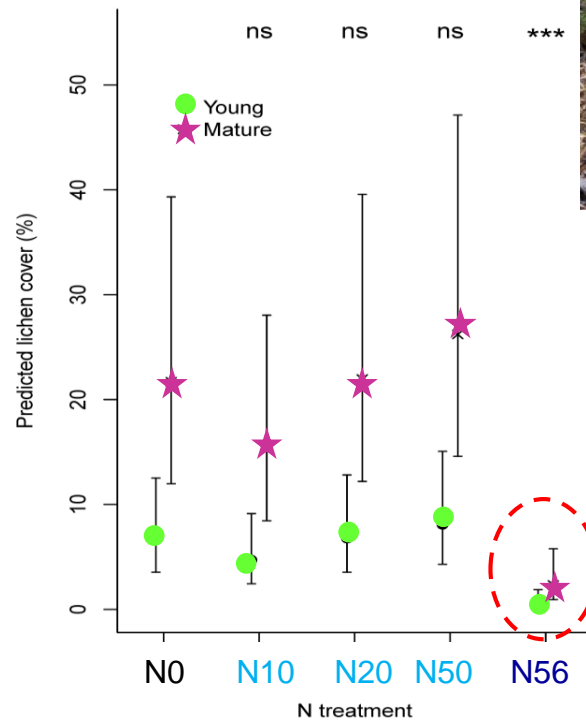 ns ns ns ***
Young
Mature
Predicted lichen cover (%)
50
40
30
20
10
0
N0 N10 N20 N50 N56
N treatment